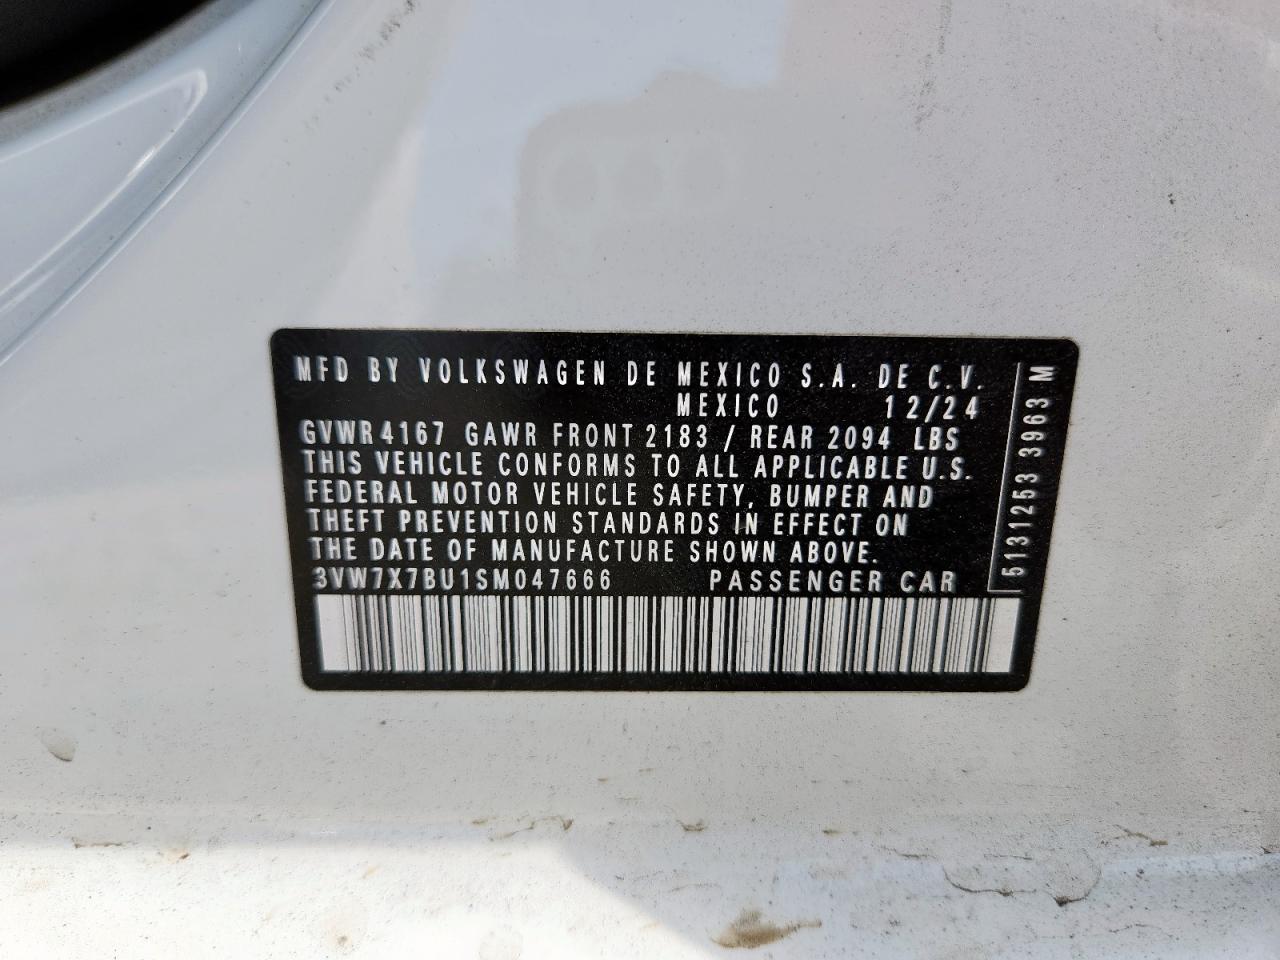 MFD BY VOLKSWAGEN DE MEXICO S.A. DE C.V.
MEXICO 12/24
GVWR 4167 GAWR FRONT 2183 / REAR 2094 LBS
THIS VEHICLE CONFORMS TO ALL APPLICABLE U.S.
FEDERAL MOTOR VEHICLE SAFETY, BUMPER AND
THEFT PREVENTION STANDARDS IN EFFECT ON
THE DATE OF MANUFACTURE SHOWN ABOVE.
3VW7X7BU1SM047666 PASSENGER CAR
5131253 3963 M